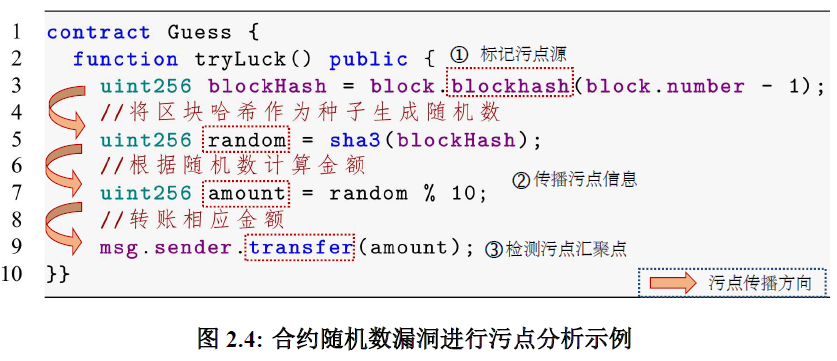 1 contract Guess {
2 function tryLuck() public { ① 标记污点源
3 uint256 blockHash = block.blockhash(block.number - 1);
4 //将区块哈希作为种子生成随机数
5 uint256 random = sha3(blockHash);
6 //根据随机数计算金额
7 uint256 amount = random % 10; ②传播污点信息
8 //转账相应金额
9 msg.sender.transfer(amount); ③检测污点汇聚点
10 }}
污点传播方向
图 2.4: 合约随机数漏洞进行污点分析示例